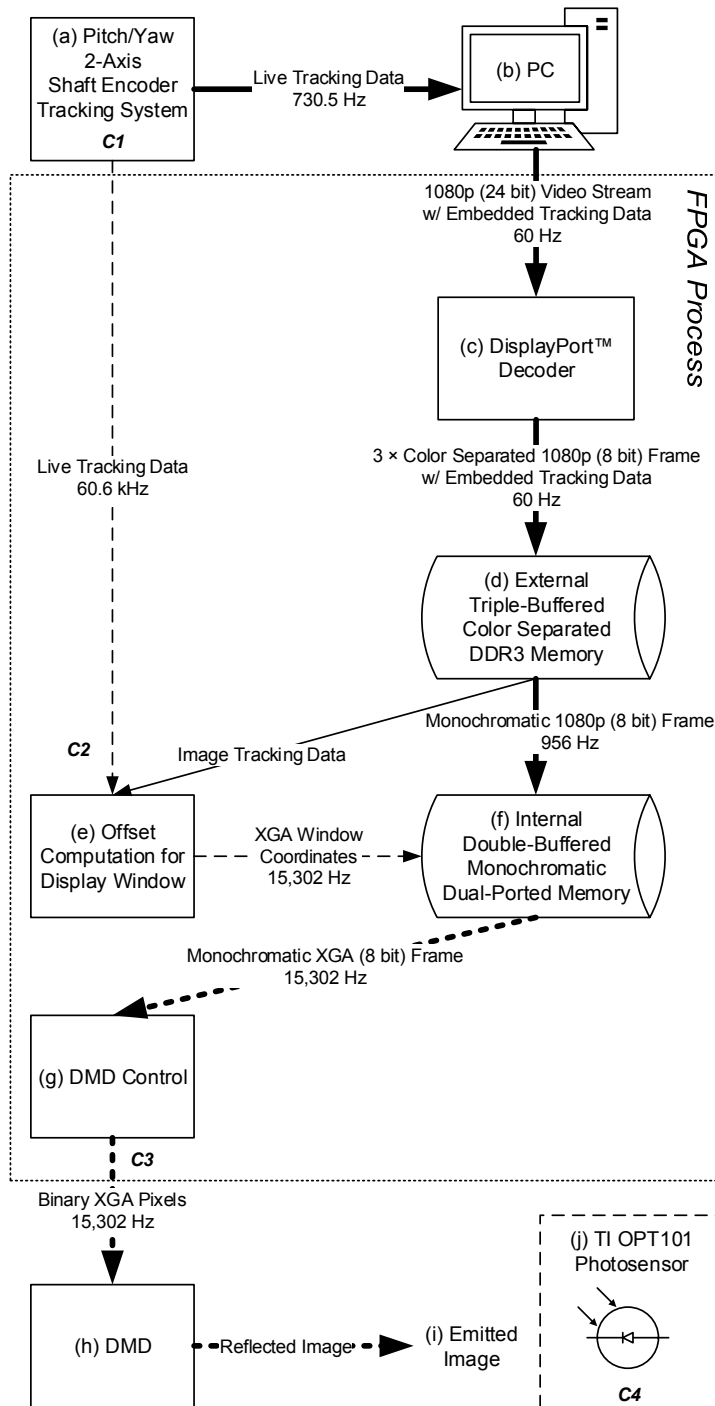 (a) Pitch/Yaw
2-Axis
Shaft Encoder
Tracking System
C1
Live Tracking Data
730.5 Hz
(b) PC
FPGA Process
1080p (24 bit) Video Stream
w/ Embedded Tracking Data
60 Hz
(c) DisplayPort™
Decoder
3 × Color Separated 1080p (8 bit) Frame
w/ Embedded Tracking Data
60 Hz
Live Tracking Data
60.6 kHz
(d) External
Triple-Buffered
Color Separated
DDR3 Memory
Monochromatic 1080p (8 bit) Frame
956 Hz
C2
Image Tracking Data
(e) Offset
Computation for
Display Window
XGA Window
Coordinates
15,302 Hz
(f) Internal
Double-Buffered
Monochromatic
Dual-Ported Memory
Monochromatic XGA (8 bit) Frame
15,302 Hz
(g) DMD Control
C3
Binary XGA Pixels
15,302 Hz
(h) DMD
Reflected Image
(i) Emitted
Image
(j) TI OPT101
Photosensor
C4